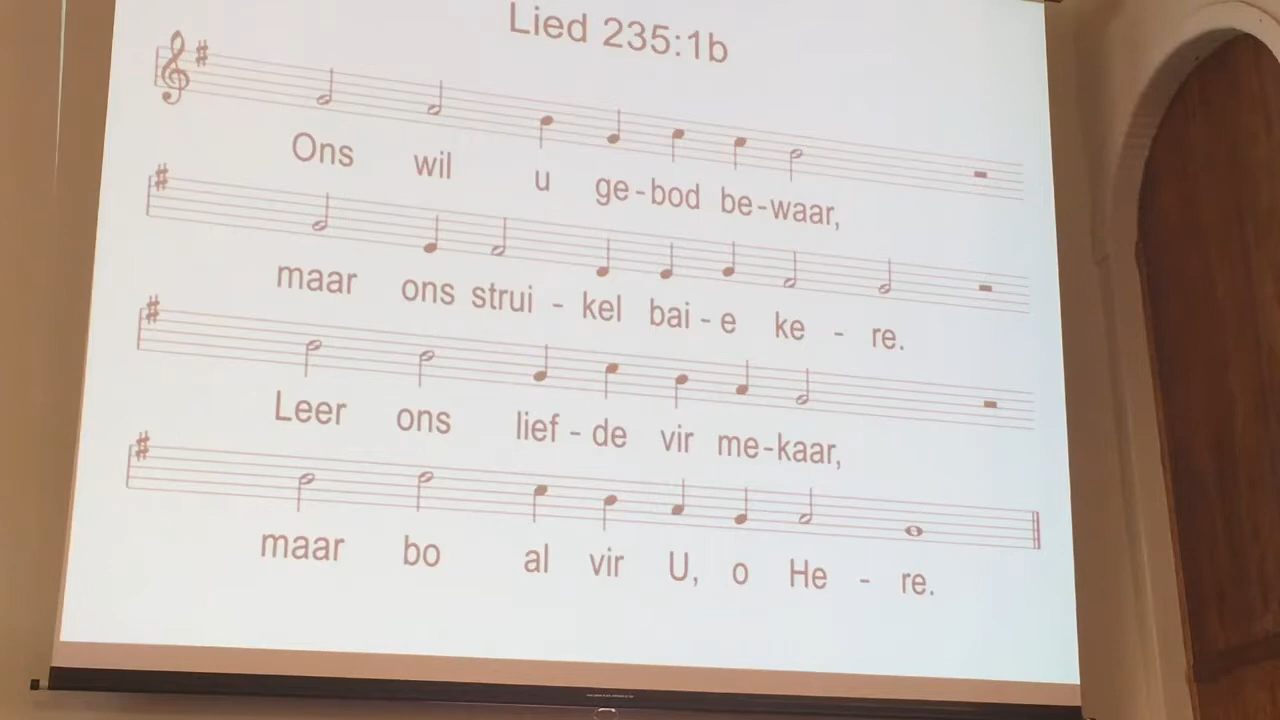 Lied 235:1b
Ons wil u ge-bod be-waar,
maar ons strui - kel bai - e ke - re.
Leer ons lief - de vir me-kaar,
maar bo al vir U, o He - re.